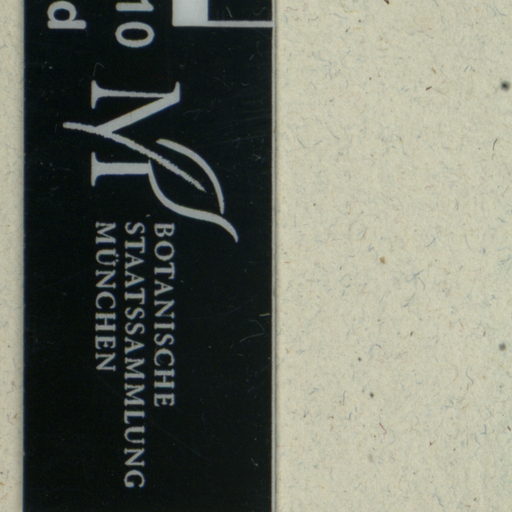 10
d
BOTANISCHE
STAATSSAMMLUNG
MÜNCHEN